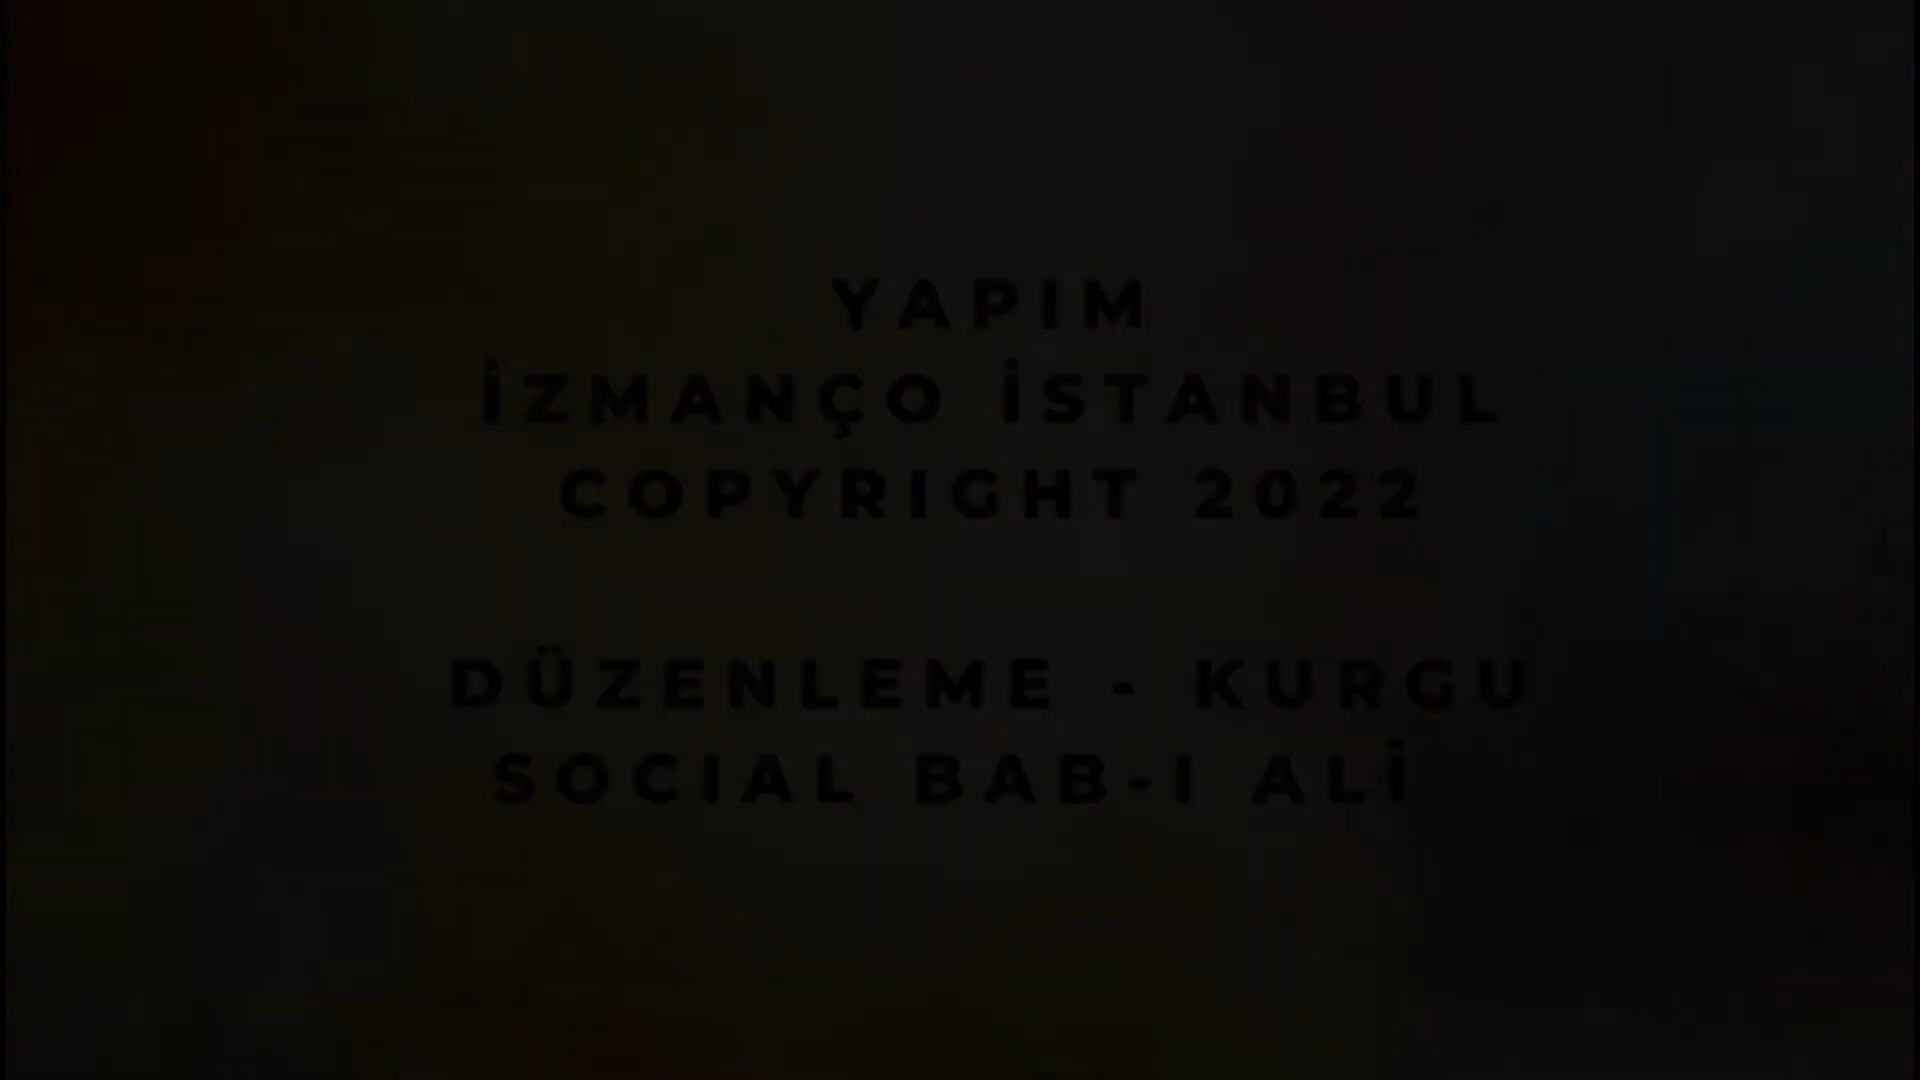 YAPIM
İZMANÇO İSTANBUL
COPYRIGHT 2022
DÜZENLEME - KURGU
SOCIAL BAB-I ALİ